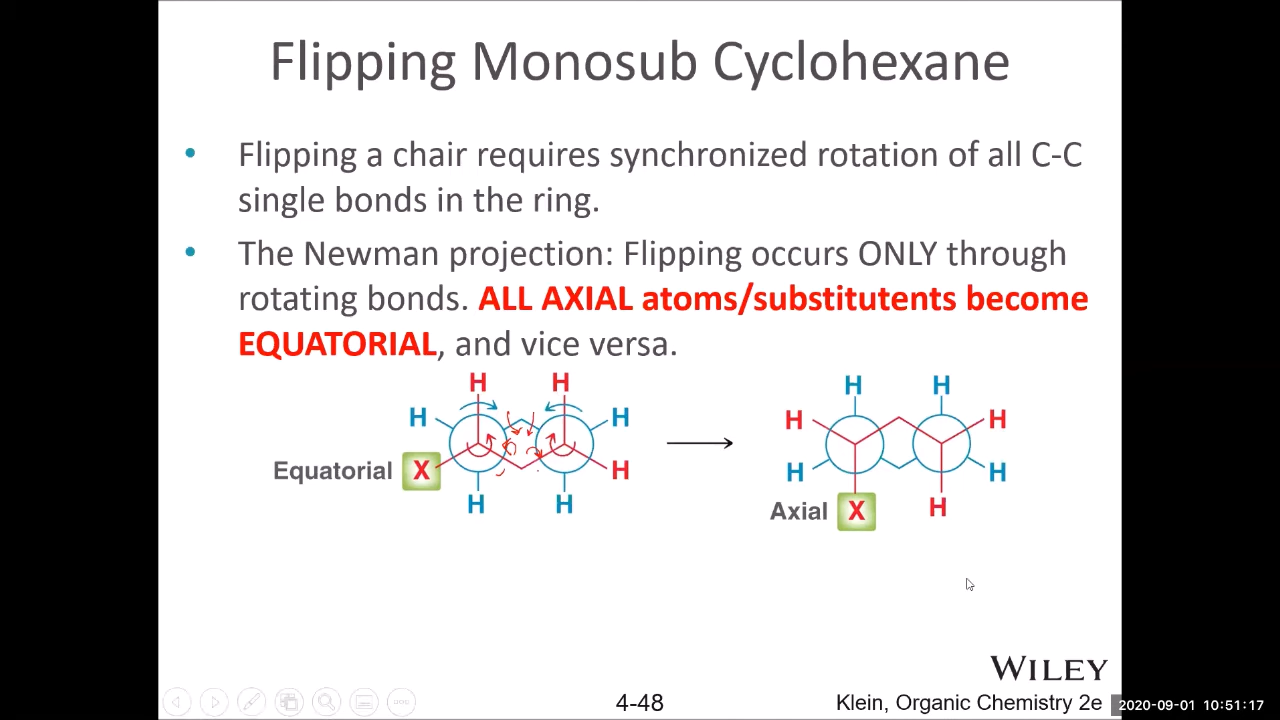 Flipping Monosub Cyclohexane
• Flipping a chair requires synchronized rotation of all C-C
single bonds in the ring.
• The Newman projection: Flipping occurs ONLY through
rotating bonds. ALL AXIAL atoms/substitutents become
EQUATORIAL, and vice versa.
H H H H
H H H H
Equatorial X H H H
H H Axial X H
WILEY
4-48 Klein, Organic Chemistry 2e 2020-09-01 10:51:17